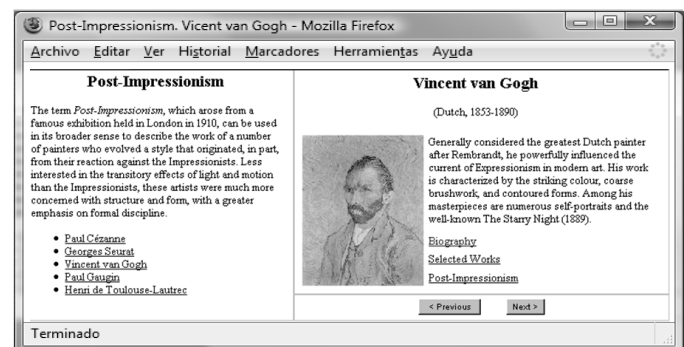 Post-Impressionism. Vicent van Gogh - Mozilla Firefox
Archivo Editar Ver Historial Marcadores Herramientas Ayuda
Post-Impressionism
The term Post-Impressionism, which arose from a
famous exhibition held in London in 1910, can be used
in its broader sense to describe the work of a number
of painters who evolved a style that originated, in part,
from their reaction against the Impressionists. Less
interested in the transitory effects of light and motion
than the Impressionists, these artists were much more
concerned with structure and form, with a greater
emphasis on formal discipline.
Paul Cézanne
Georges Seurat
Vincent van Gogh
Paul Gaugin
Henri de Toulouse-Lautrec
Vincent van Gogh
(Dutch, 1853-1890)
Generally considered the greatest Dutch painter
after Rembrandt, he powerfully influenced the
current of Expressionism in modern art. His work
is characterized by the striking colour, coarse
brushwork, and contoured forms. Among his
masterpieces are numerous self-portraits and the
well-known The Starry Night (1889).
Biography
Selected Works
Post-Impressionism
< Previous Next >
Terminado